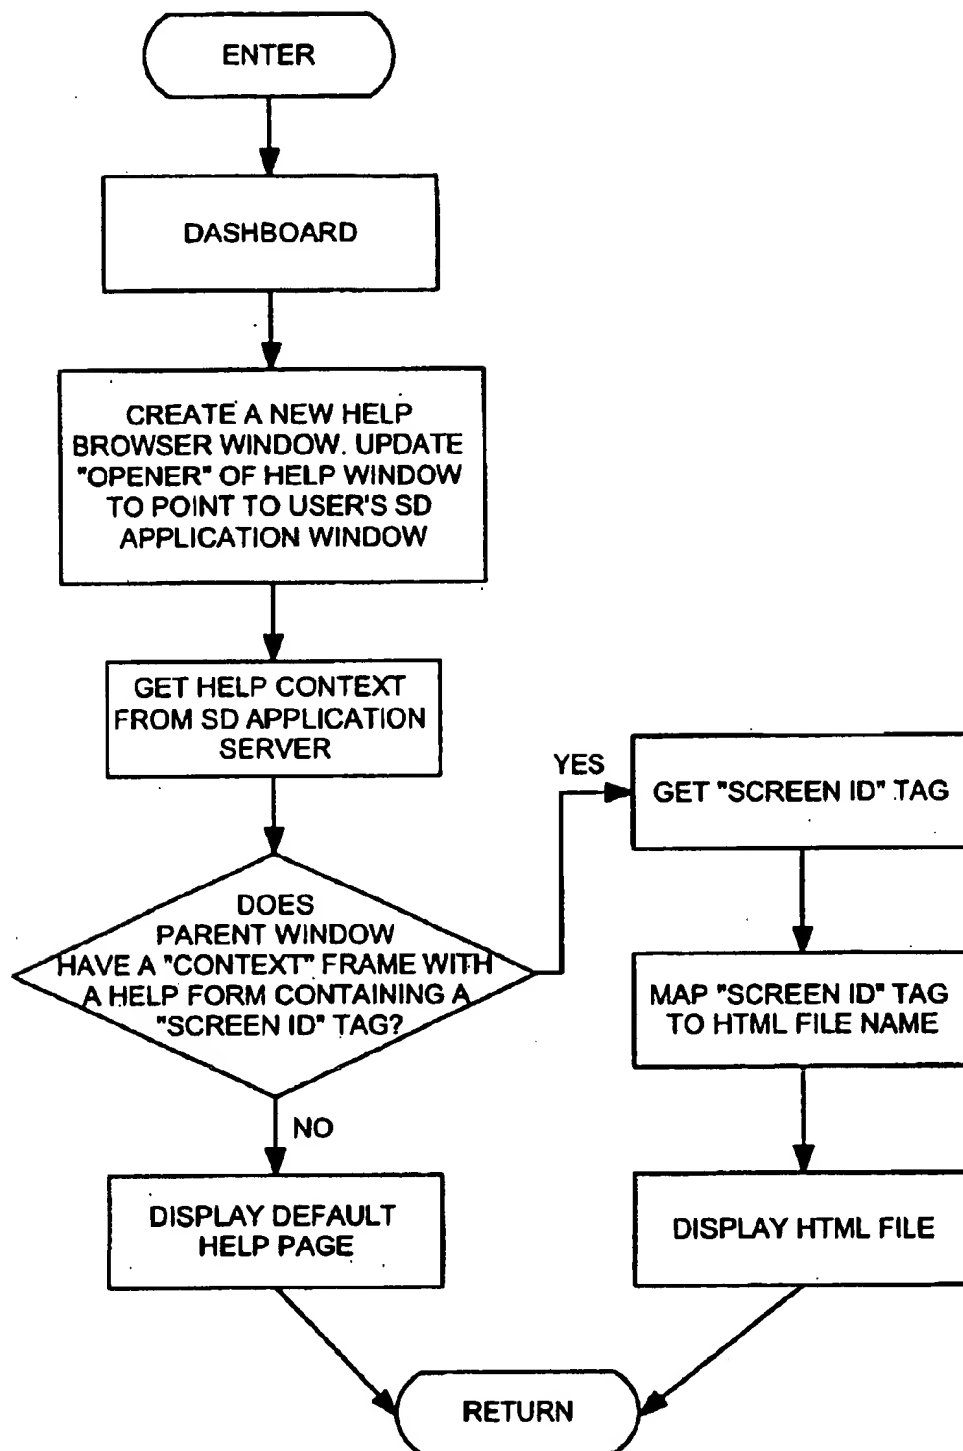 ENTER
DASHBOARD
CREATE A NEW HELP
BROWSER WINDOW. UPDATE
"OPENER" OF HELP WINDOW
TO POINT TO USER'S SD
APPLICATION WINDOW
GET HELP CONTEXT
FROM SD APPLICATION
SERVER
DOES
PARENT WINDOW
HAVE A "CONTEXT" FRAME WITH
A HELP FORM CONTAINING A
"SCREEN ID" TAG?
YES
GET "SCREEN ID" TAG
MAP "SCREEN ID" TAG
TO HTML FILE NAME
DISPLAY HTML FILE
NO
DISPLAY DEFAULT
HELP PAGE
RETURN